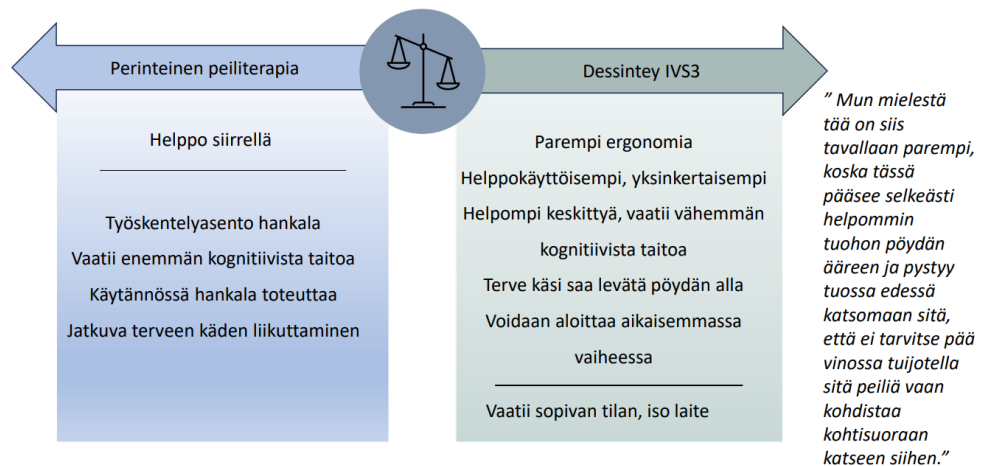 Perinteinen peiliterapia
Helppo siirrellä
Työskentelyasento hankala
Vaatii enemmän kognitiivista taitoa
Käytännössä hankala toteuttaa
Jatkuva terveen käden liikuttaminen
Dessintey IVS3
Parempi ergonomia
Helppokäyttöisempi, yksinkertaisempi
Helpompi keskittyä, vaatii vähemmän
kognitiivista taitoa
Terve käsi saa levätä pöydän alla
Voidaan aloittaa aikaisemmassa
vaiheessa
Vaatii sopivan tilan, iso laite
” Mun mielestä
tää on siis
tavallaan parempi,
koska tässä
pääsee selkeästi
helpommin
tuohon pöydän
ääreen ja pystyy
tuossa edessä
katsomaan sitä,
että ei tarvitse pää
vinossa tuijotella
sitä peiliä vaan
kohdistaa
kohtisuoraan
katseen siihen.”